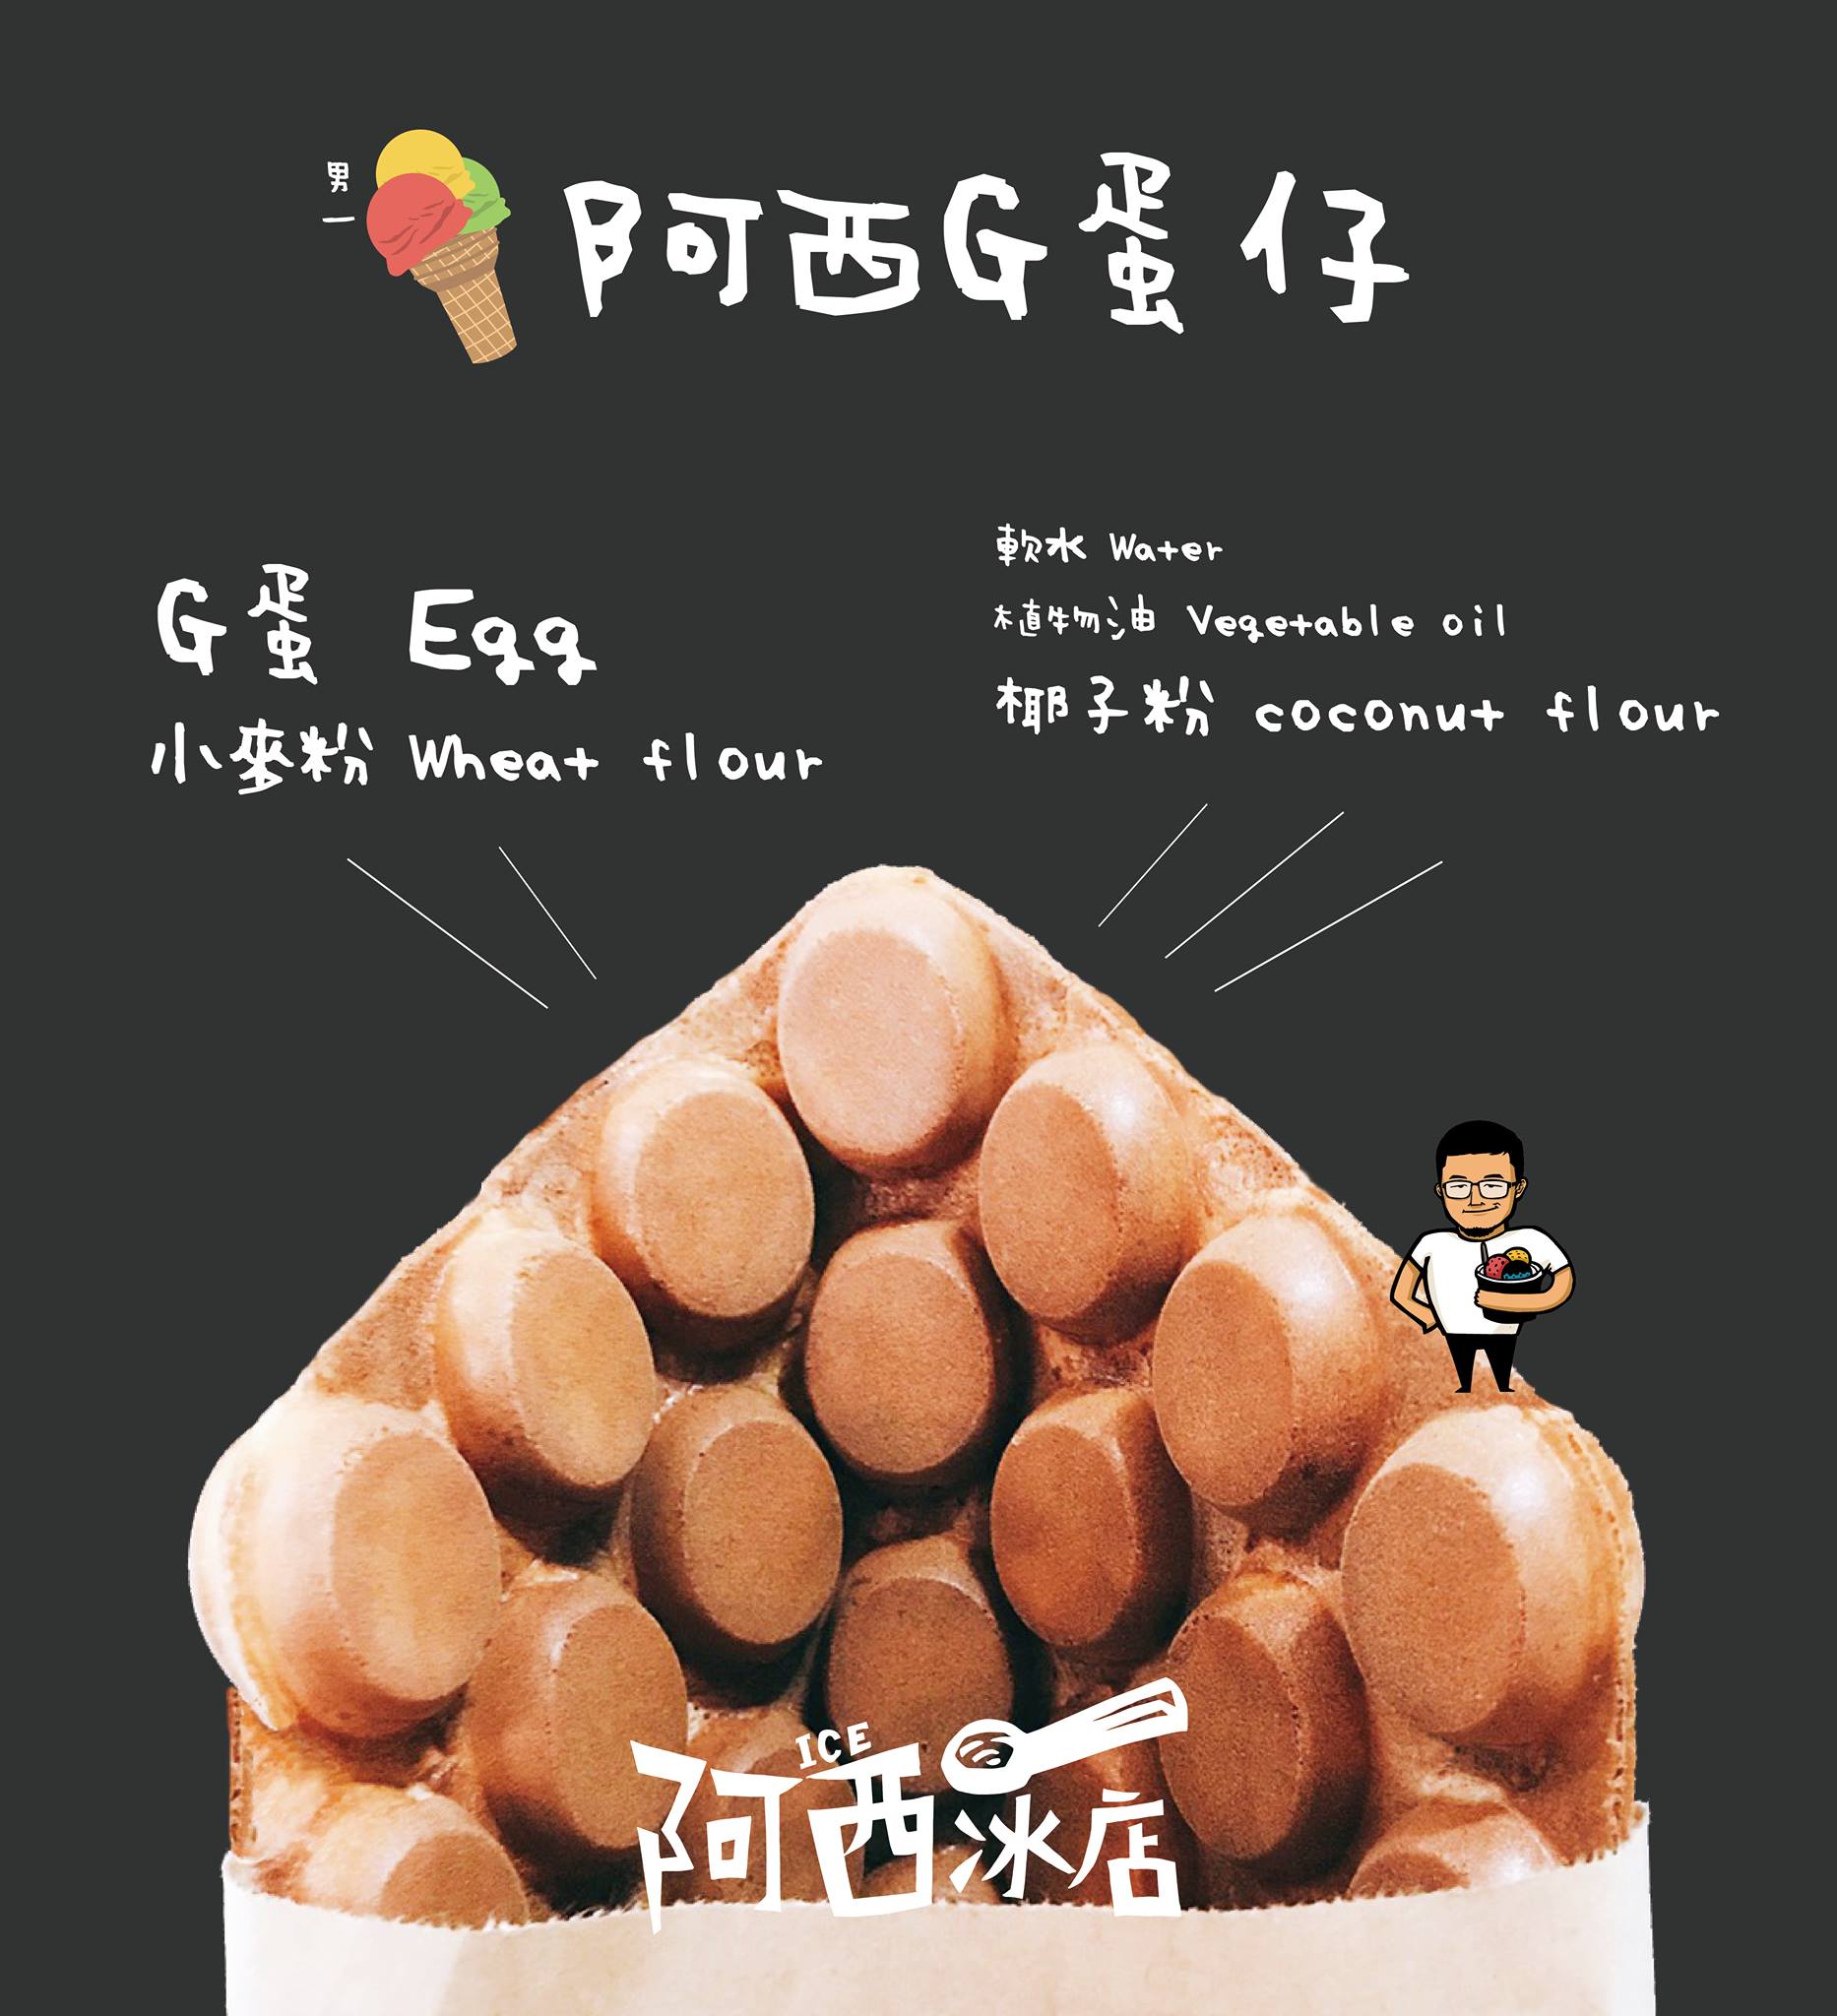 男一
阿西G蛋仔
G蛋 Egg
小麥粉 Wheat flour
軟水 Water
植物油 Vegetable oil
椰子粉 coconut flour
ICE
阿西冰店